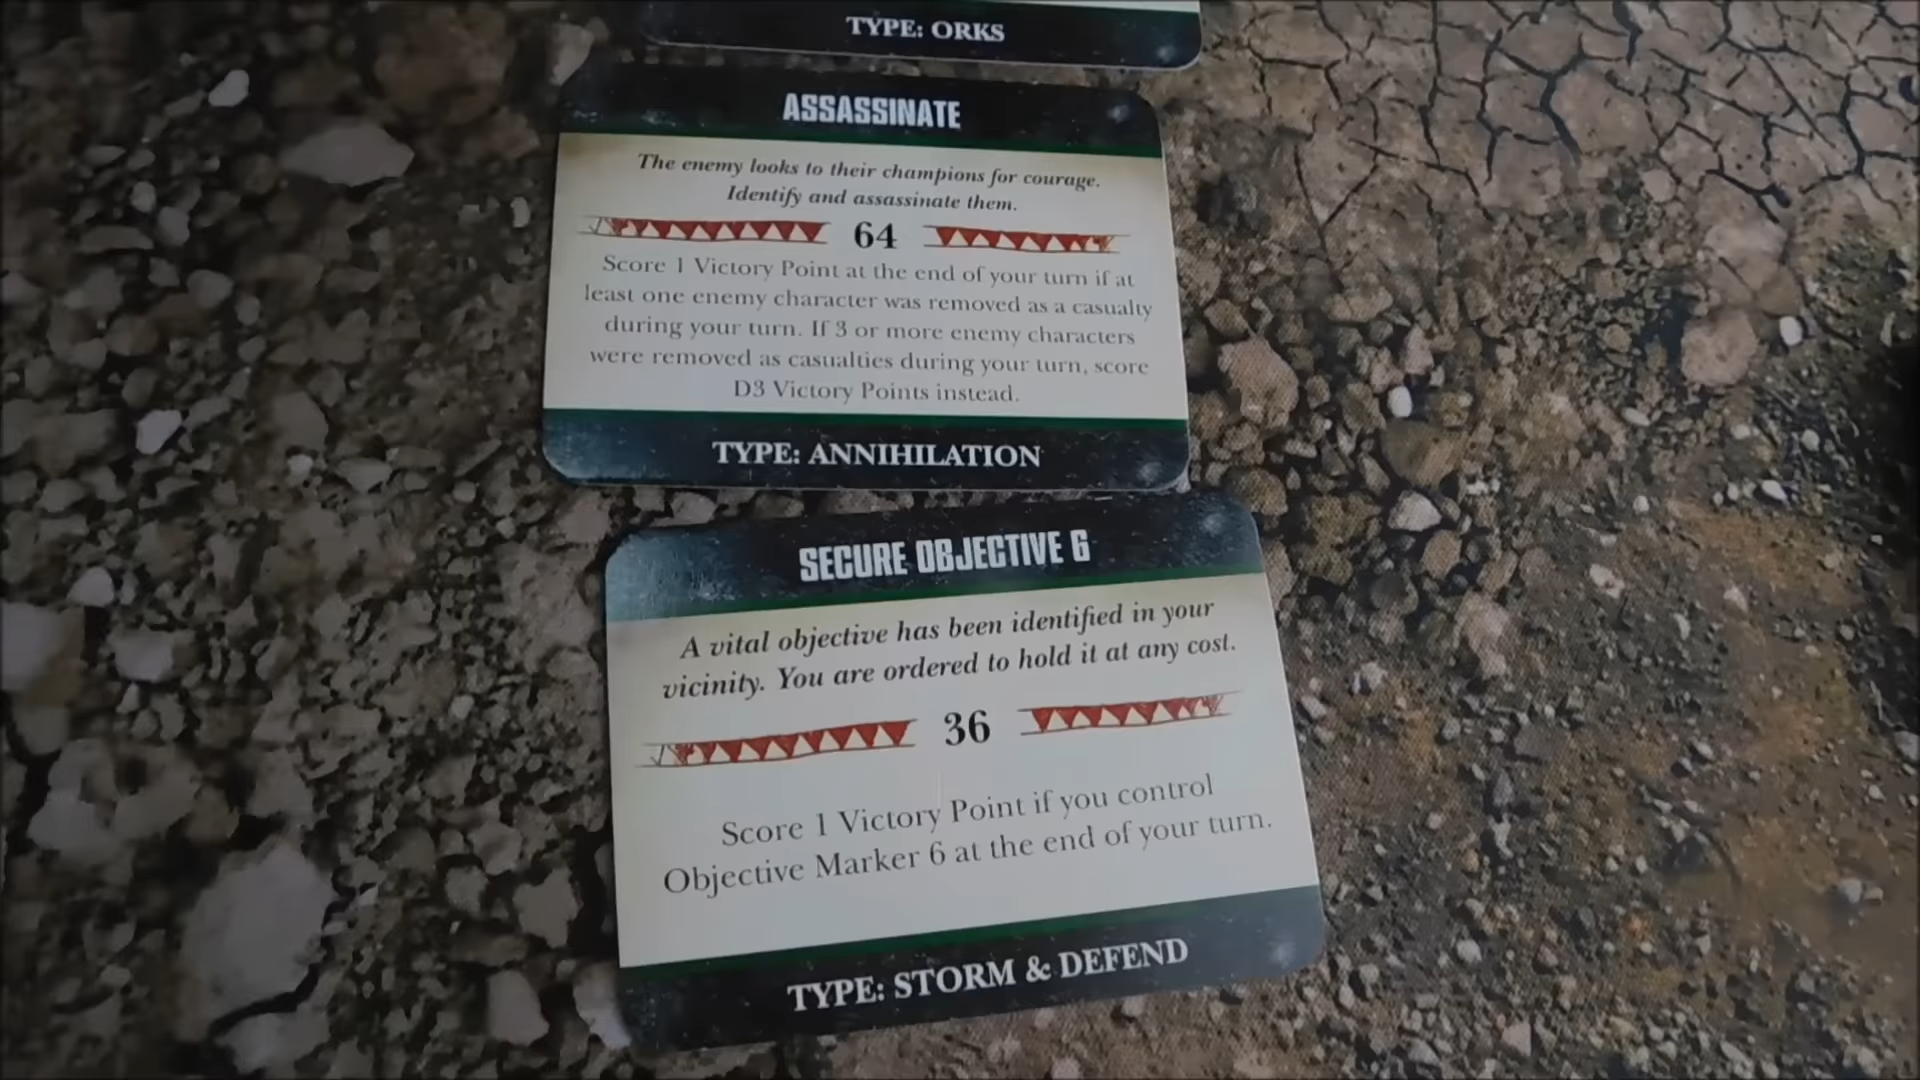 TYPE: ORKS
ASSASSINATE
The enemy looks to their champions for courage.
Identify and assassinate them.
64
Score 1 Victory Point at the end of your turn if at
least one enemy character was removed as a casualty
during your turn. If 3 or more enemy characters
were removed as casualties during your turn, score
D3 Victory Points instead.
TYPE: ANNIHILATION
SECURE OBJECTIVE 6
A vital objective has been identified in your
vicinity. You are ordered to hold it at any cost.
36
Score 1 Victory Point if you control
Objective Marker 6 at the end of your turn.
TYPE: STORM & DEFEND